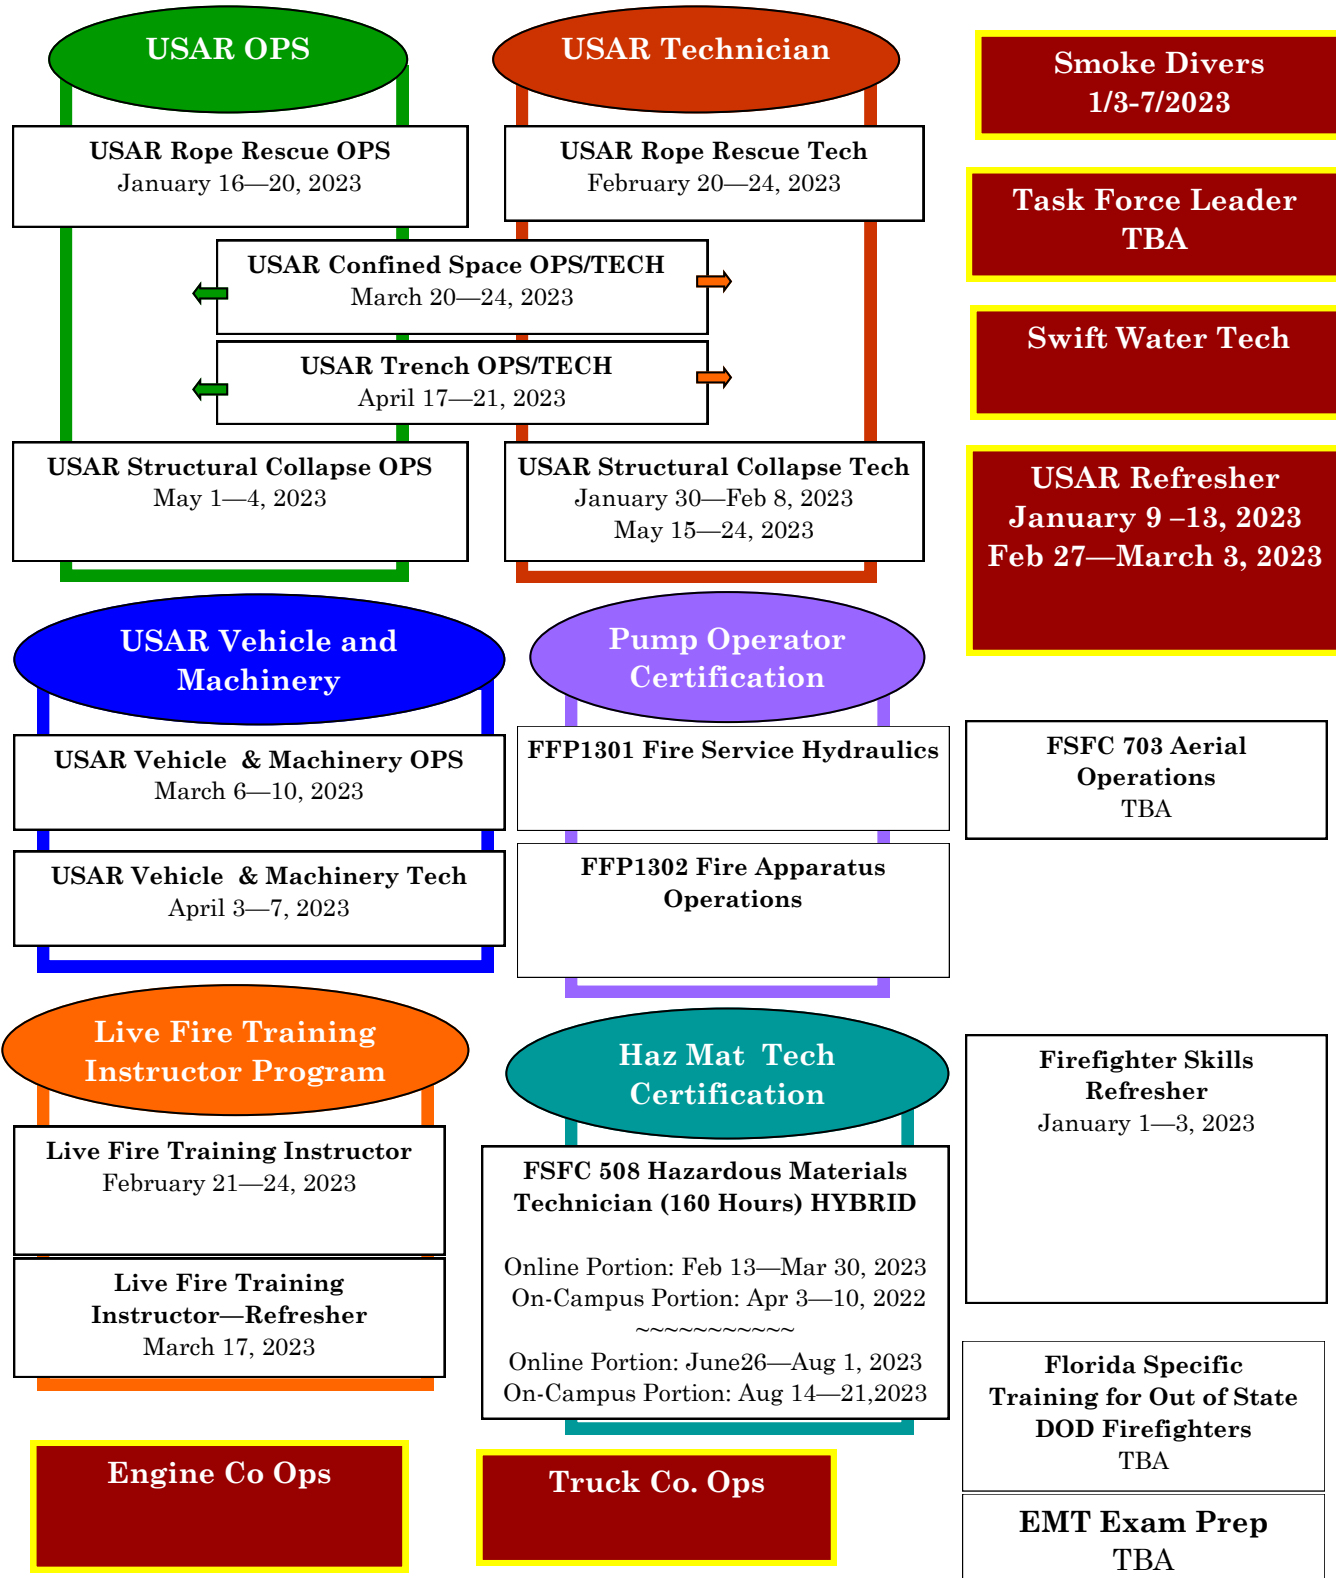 USAR OPS
USAR Rope Rescue OPS
January 16—20, 2023
USAR Technician
USAR Rope Rescue Tech
February 20—24, 2023
USAR Confined Space OPS/TECH
March 20—24, 2023
USAR Trench OPS/TECH
April 17—21, 2023
USAR Structural Collapse OPS
May 1—4, 2023
USAR Structural Collapse Tech
January 30—Feb 8, 2023
May 15—24, 2023
Smoke Divers
1/3-7/2023
Task Force Leader
TBA
Swift Water Tech
USAR Refresher
January 9 –13, 2023
Feb 27—March 3, 2023
USAR Vehicle and
Machinery
USAR Vehicle  & Machinery OPS
March 6—10, 2023
USAR Vehicle  & Machinery Tech
April 3—7, 2023
Pump Operator
Certification
FFP1301 Fire Service Hydraulics
FFP1302 Fire Apparatus
Operations
FSFC 703 Aerial
Operations
TBA
Live Fire Training
Instructor Program
Live Fire Training Instructor
February 21—24, 2023
Live Fire Training
Instructor—Refresher
March 17, 2023
Haz Mat  Tech
Certification
FSFC 508 Hazardous Materials
Technician (160 Hours) HYBRID
Online Portion: Feb 13—Mar 30, 2023
On-Campus Portion: Apr 3—10, 2022
~~~~~~~~~~~
Online Portion: June26—Aug 1, 2023
On-Campus Portion: Aug 14—21,2023
Firefighter Skills
Refresher
January 1—3, 2023
Florida Specific
Training for Out of State
DOD Firefighters
TBA
Engine Co Ops
Truck Co. Ops
EMT Exam Prep
TBA